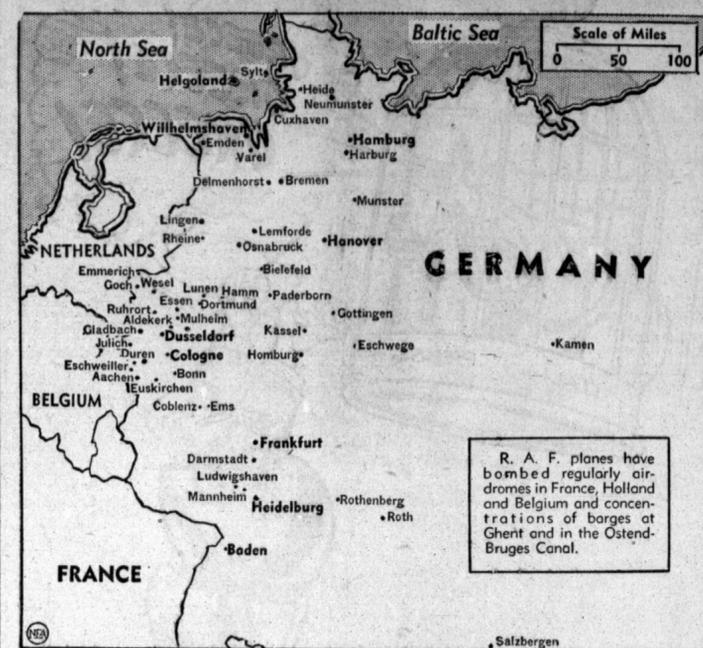 North Sea
Baltic Sea
Scale of Miles
0 50 100
Sylt
Helgoland
Heide
Neumunster
Cuxhaven
Willhelmshaven
Emden
Varel
Hamburg
Harburg
Delmenhorst
Bremen
Munster
Lingen
Rheine
Lemforde
Osnabruck
Hanover
NETHERLANDS
GERMANY
Emmerich
Goch
Wesel
Bielefeld
Lunen
Hamm
Paderborn
Essen
Dortmund
Ruhrort
Aldekerk
Mulheim
Gottingen
Gladbach
Dusseldorf
Kassel
Julich
Eschwege
Kamen
Duren
Cologne
Homburg
Eschweiler
Aachen
Bonn
Euskirchen
BELGIUM
Coblenz
Ems
Frankfurt
Darmstadt
Ludwigshaven
Mannheim
Heidelburg
Rothenberg
Roth
R. A. F. planes have
bombed regularly air-
dromes in France, Holland
and Belgium and concen-
trations of barges at
Ghent and in the Ostend-
Bruges Canal.
Baden
FRANCE
NEA
Salzbergen